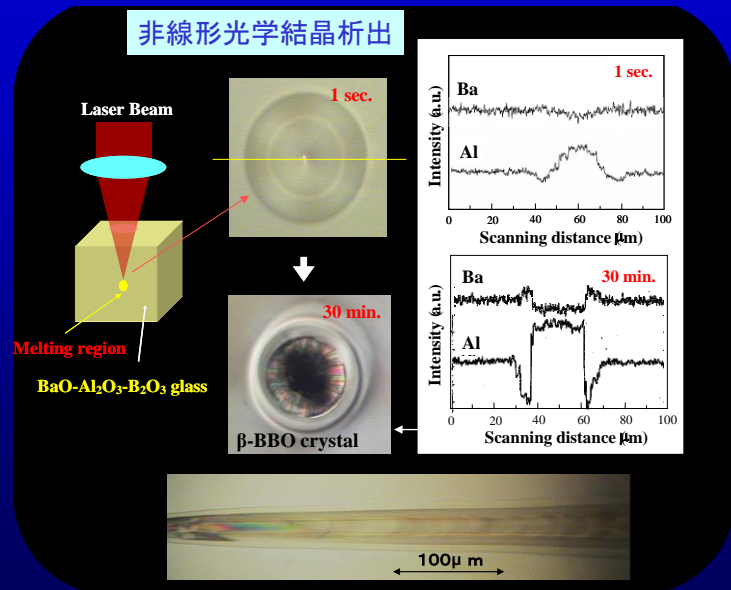 非線形光学結晶析出
Laser Beam
Melting region
BaO-Al₂O₃-B₂O₃ glass
1 sec.
30 min.
β-BBO crystal
1 sec.
Ba
Al
Intensity (a.u.)
0 20 40 60 80 100
Scanning distance (μm)
30 min.
Ba
Al
Intensity (a.u.)
0 20 40 60 80 100
Scanning distance (μm)
100μ m